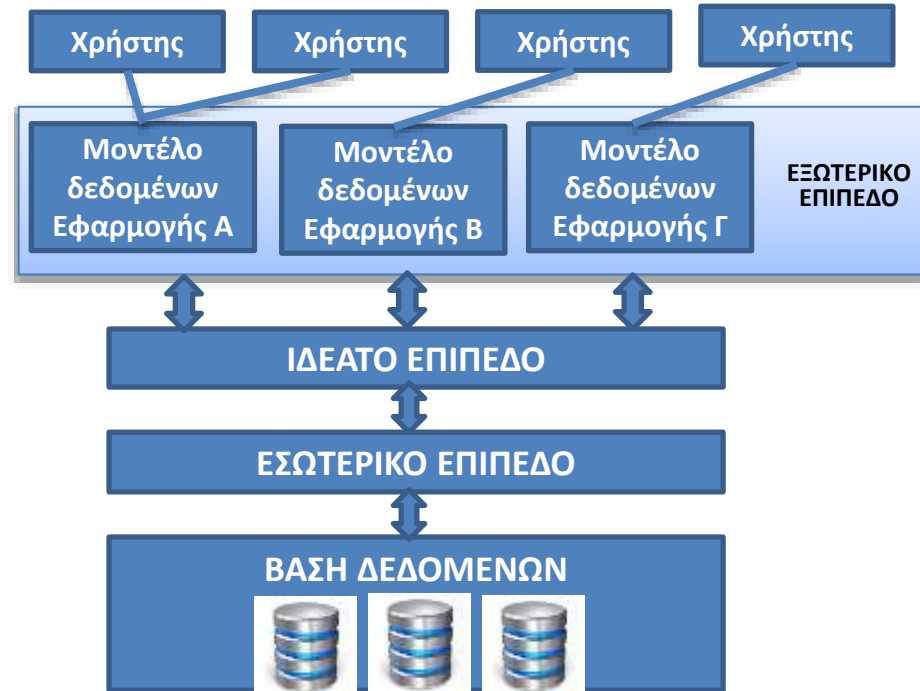 Χρήστης
Χρήστης
Χρήστης
Χρήστης
Μοντέλο
δεδομένων
Εφαρμογής Α
Μοντέλο
δεδομένων
Εφαρμογής Β
Μοντέλο
δεδομένων
Εφαρμογής Γ
ΕΞΩΤΕΡΙΚΟ
ΕΠΙΠΕΔΟ
ΙΔΕΑΤΟ ΕΠΙΠΕΔΟ
ΕΣΩΤΕΡΙΚΟ ΕΠΙΠΕΔΟ
ΒΑΣΗ ΔΕΔΟΜΕΝΩΝ